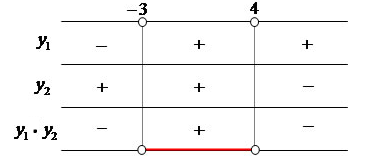 −3 4
y₁ − + +
y₂ + + −
y₁ · y₂ − + −